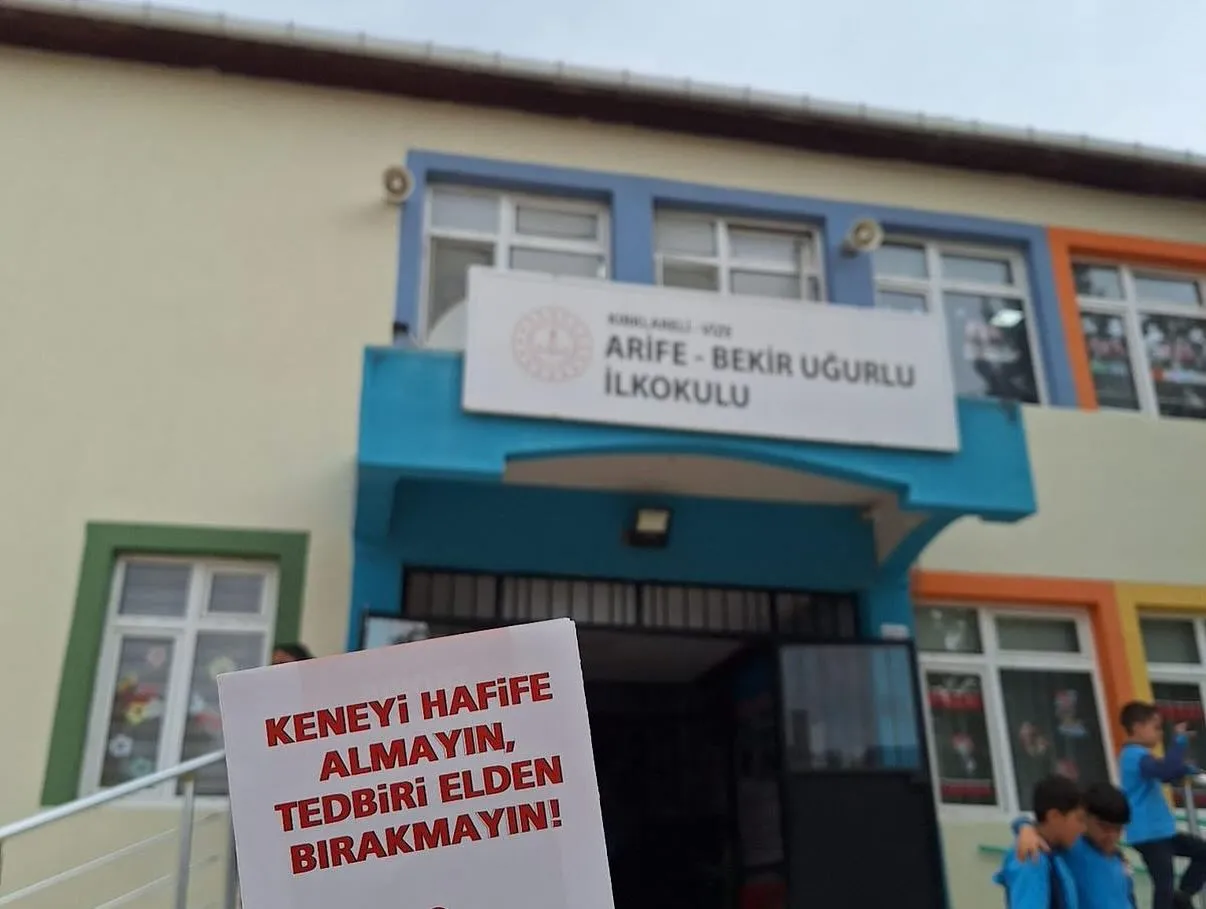 KIRKLARELİ - VİZE
ARİFE - BEKİR UĞURLU
İLKOKULU
KENEYİ HAFİFE
ALMAYIN,
TEDBİRİ ELDEN
BIRAKMAYIN!